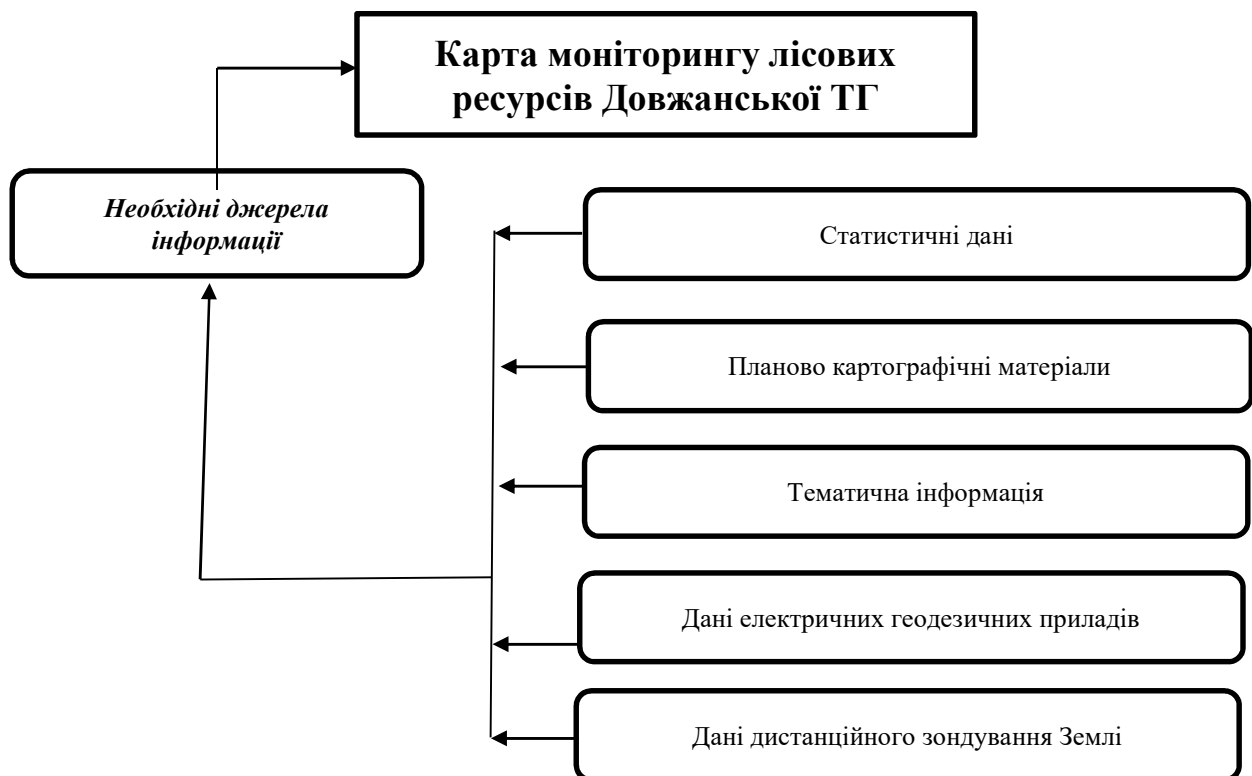 Карта моніторингу лісових
ресурсів Довжанської ТГ
Необхідні джерела
інформації
Статистичні дані
Планово картографічні матеріали
Тематична інформація
Дані електричних геодезичних приладів
Дані дистанційного зондування Землі